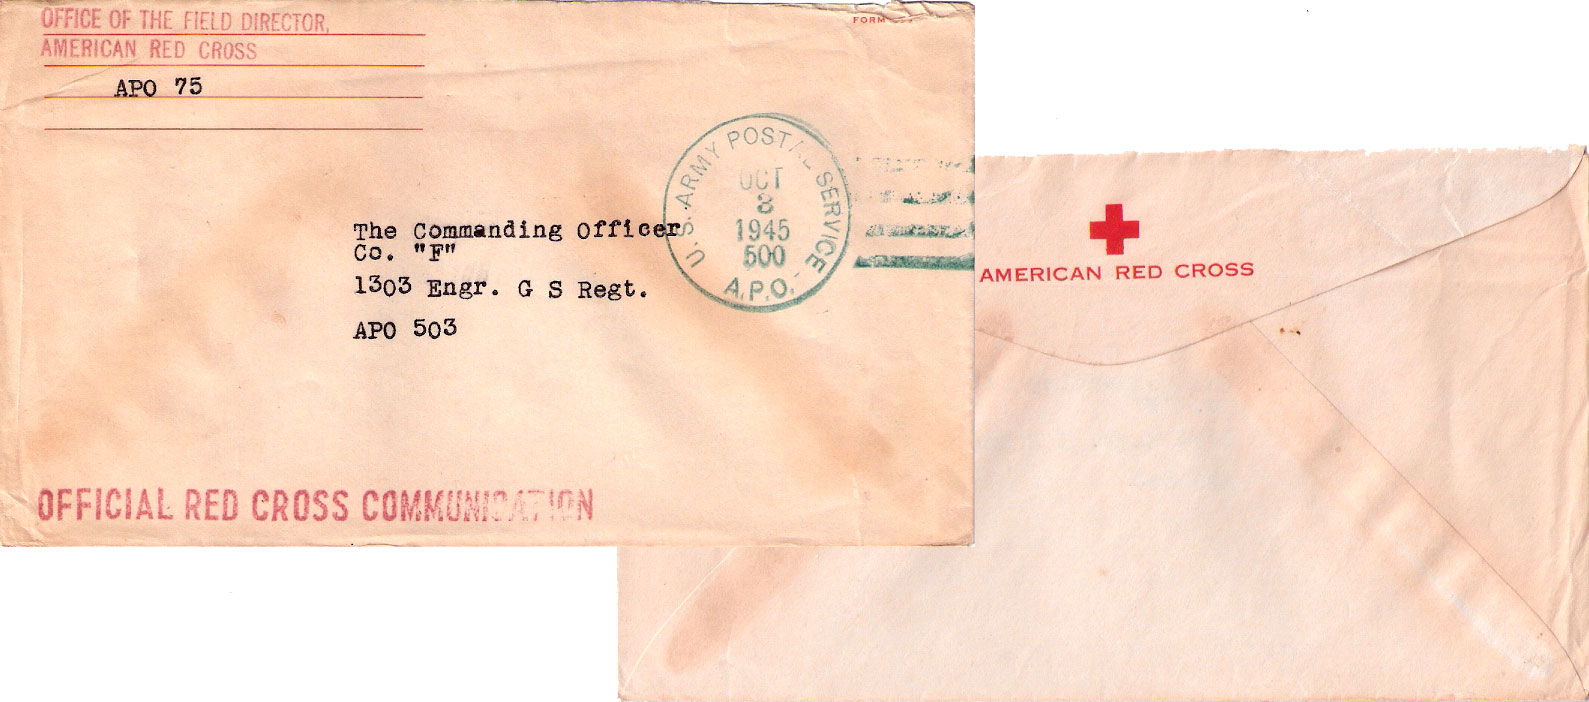 OFFICE OF THE FIELD DIRECTOR,
AMERICAN RED CROSS
APO 75
FORM
U.S. ARMY POSTAL SERVICE
OCT
8
1945
500
A.P.O.
The Commanding Officer
Co. "F"
1303 Engr. G S Regt.
APO 503
OFFICIAL RED CROSS COMMUNICATION
AMERICAN RED CROSS